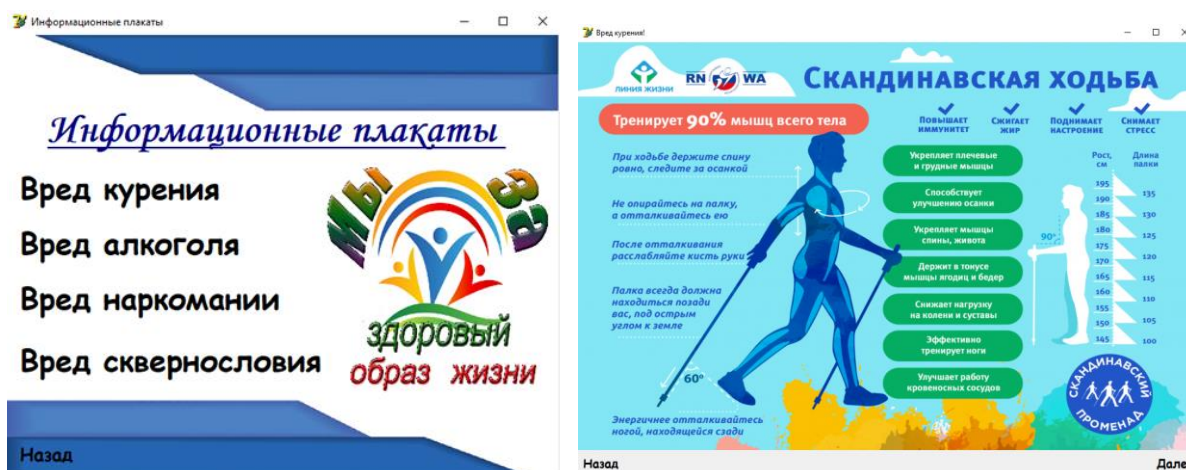 Информационные плакаты
Информационные плакаты
Вред курения
Вред алкоголя
Вред наркомании
Вред сквернословия
Мы
за
здоровый
образ жизни
Назад
Вред курения!
ЛИНИЯ ЖИЗНИ
RN WA
СКАНДИНАВСКАЯ ХОДЬБА
Тренирует 90% мышц всего тела
ПОВЫШАЕТ
ИММУНИТЕТ
СЖИГАЕТ
ЖИР
ПОДНИМАЕТ
НАСТРОЕНИЕ
СНИМАЕТ
СТРЕСС
При ходьбе держите спину
ровно, следите за осанкой
Не опирайтесь на палку,
а отталкивайтесь ею
После отталкивания
расслабляйте кисть руки
Палка всегда должна
находиться позади
вас, под острым
углом к земле
60°
Энергичнее отталкивайтесь
ногой, находящейся сзади
Укрепляет плечевые
и грудные мышцы
Способствует
улучшению осанки
Укрепляет мышцы
спины, живота
Держит в тонусе
мышцы ягодиц и бедер
Снижает нагрузку
на колени и суставы
Эффективно
тренирует ноги
Улучшает работу
кровеносных сосудов
Рост,
см
Длина
палки
195
190
185
180
175
170
165
160
155
150
145
135
130
125
120
115
110
105
100
90°
СКАНДИНАВСКИЙ
ПРОМЕНАД
Назад
Дале